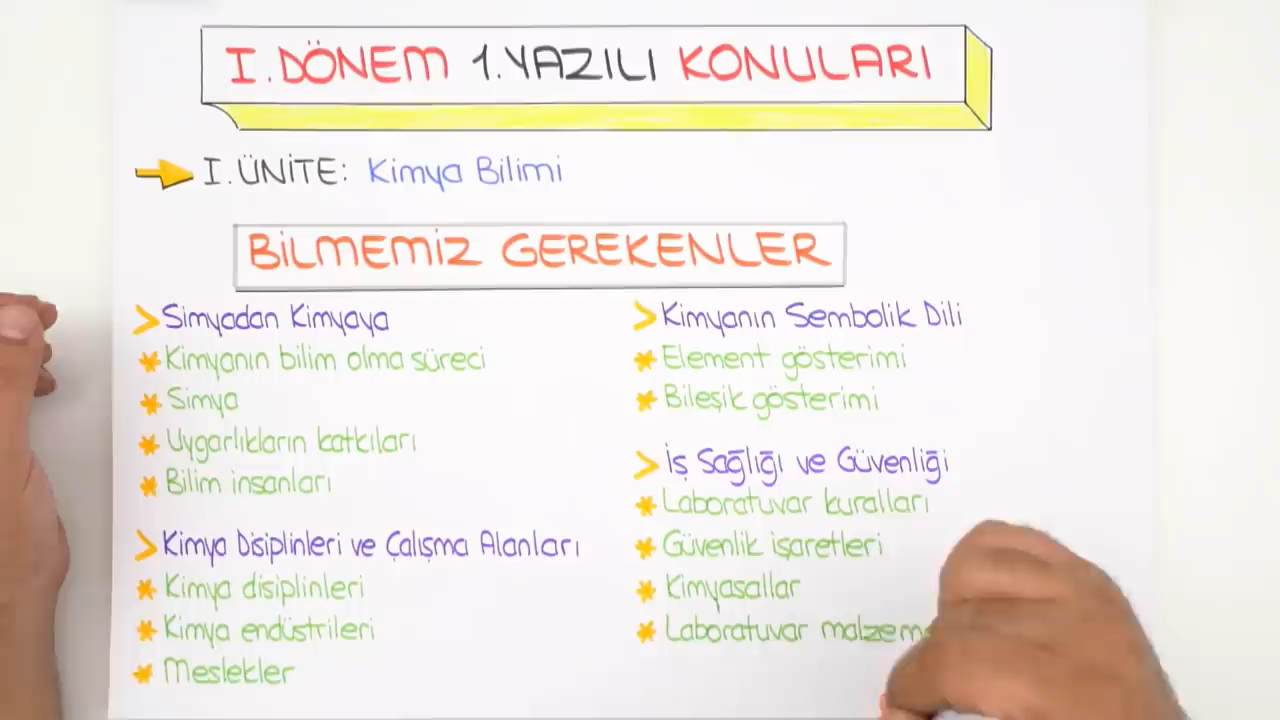 I. DÖNEM 1. YAZILI KONULARI
I. ÜNİTE: Kimya Bilimi
BİLMEMİZ GEREKENLER
> Simyadan Kimyaya
* Kimyanın bilim olma süreci
* Simya
* Uygarlıkların katkıları
* Bilim insanları
> Kimya Disiplinleri ve Çalışma Alanları
* Kimya disiplinleri
* Kimya endüstrileri
* Meslekler
> Kimyanın Sembolik Dili
* Element gösterimi
* Bileşik gösterimi
> İş Sağlığı ve Güvenliği
* Laboratuvar kuralları
* Güvenlik işaretleri
* Kimyasallar
* Laboratuvar